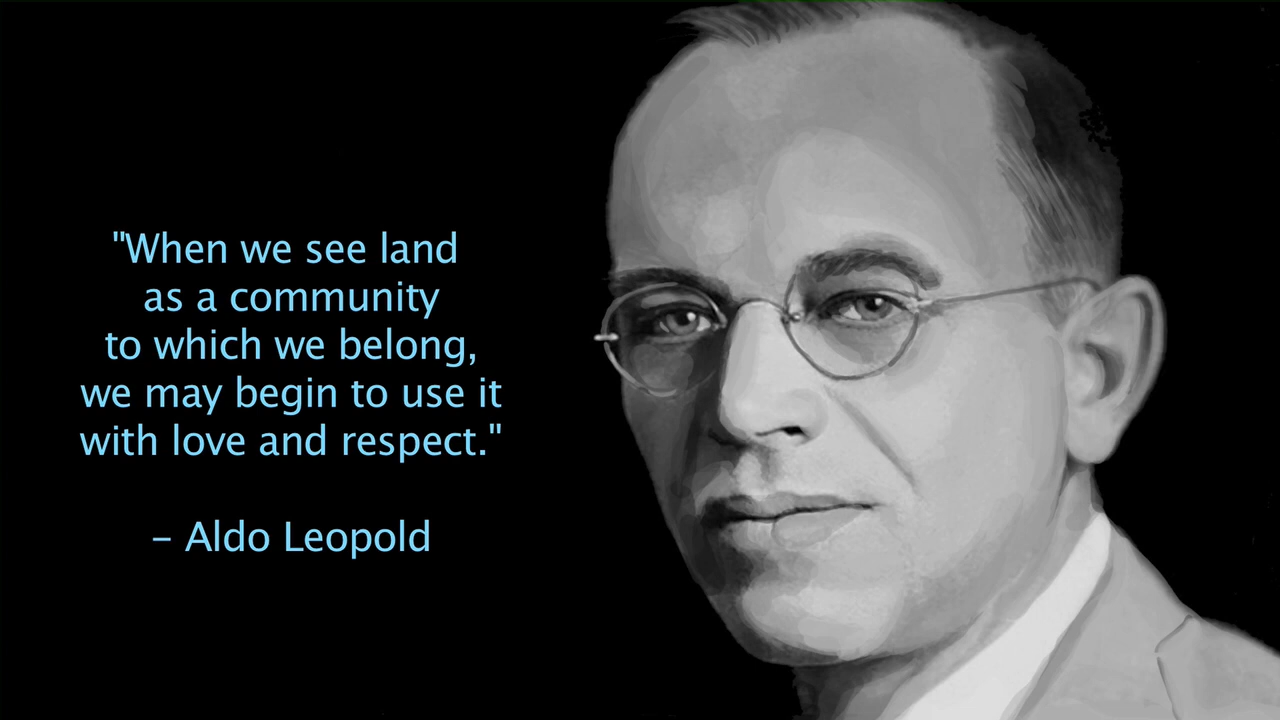 "When we see land
as a community
to which we belong,
we may begin to use it
with love and respect."
– Aldo Leopold